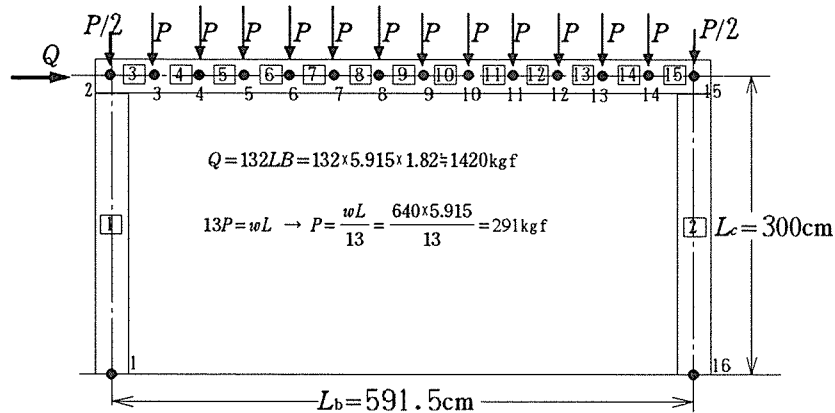 P/2 P P P P P P P P P P P P P/2
Q
3 4 5 6 7 8 9 10 11 12 13 14 15
2 3 4 5 6 7 8 9 10 11 12 13 14 15
Q=132LB=132×5.915×1.82≒1420kgf
13P=wL → P=wL/13=640×5.915/13=291kgf
1 2 Lc=300cm
1 16
Lb=591.5cm